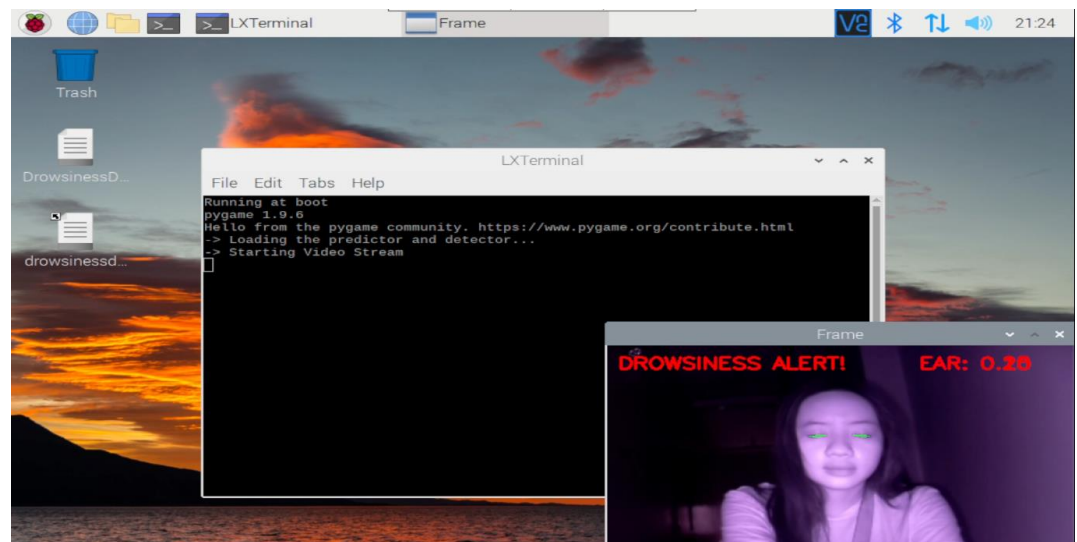 LXTerminal
Frame
21:24
Trash
DrowsinessD...
drowsinessd...
LXTerminal
File Edit Tabs Help
Running at boot
pygame 1.9.6
Hello from the pygame community. https://www.pygame.org/contribute.html
-> Loading the predictor and detector...
-> Starting Video Stream
Frame
DROWSINESS ALERT!
EAR: